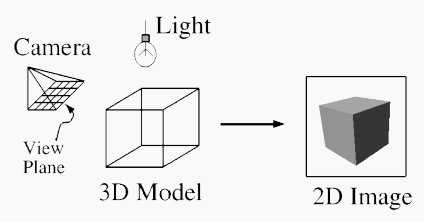 Light
Camera
View
Plane
3D Model
2D Image